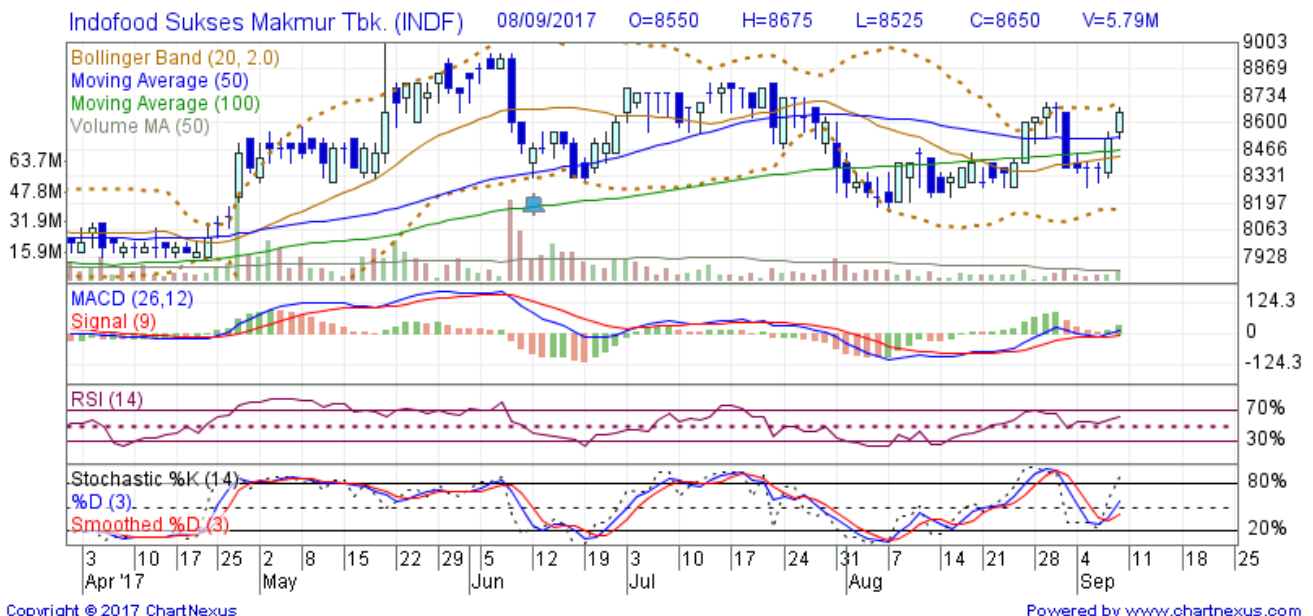 Indofood Sukses Makmur Tbk. (INDF) 08/09/2017 O=8550 H=8675 L=8525 C=8650 V=5.79M
Bollinger Band (20, 2.0)
Moving Average (50)
Moving Average (100)
Volume MA (50)
63.7M
47.8M
31.9M
15.9M
9003
8869
8734
8600
8466
8331
8197
8063
7928
MACD (26,12)
Signal (9)
124.3
0
-124.3
RSI (14)
70%
30%
Stochastic %K (14)
%D (3)
Smoothed %D (3)
80%
20%
3 10 17 25 2 8 15 22 29 5 12 19 3 10 17 24 31 7 14 21 28 4 11 18 25
Apr '17 May Jun Jul Aug Sep
Copyright © 2017 ChartNexus Powered by www.chartnexus.com